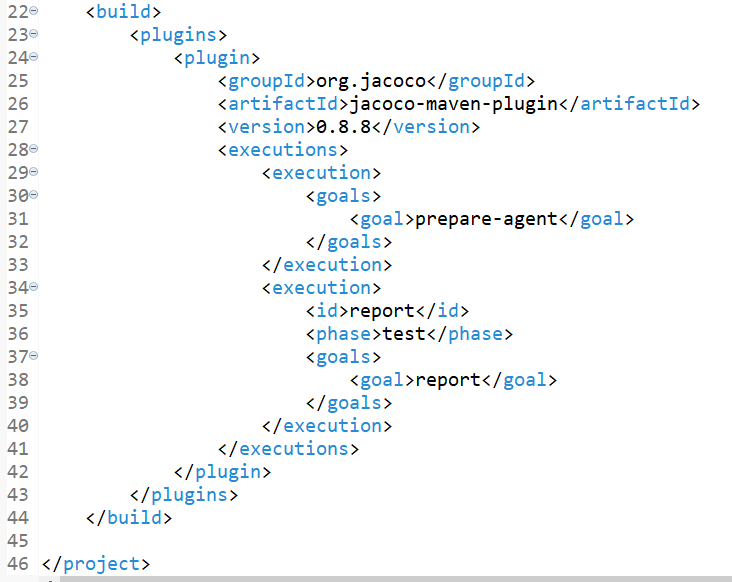 22 <build>
23 <plugins>
24 <plugin>
25 <groupId>org.jacoco</groupId>
26 <artifactId>jacoco-maven-plugin</artifactId>
27 <version>0.8.8</version>
28 <executions>
29 <execution>
30 <goals>
31 <goal>prepare-agent</goal>
32 </goals>
33 </execution>
34 <execution>
35 <id>report</id>
36 <phase>test</phase>
37 <goals>
38 <goal>report</goal>
39 </goals>
40 </execution>
41 </executions>
42 </plugin>
43 </plugins>
44 </build>
45
46 </project>